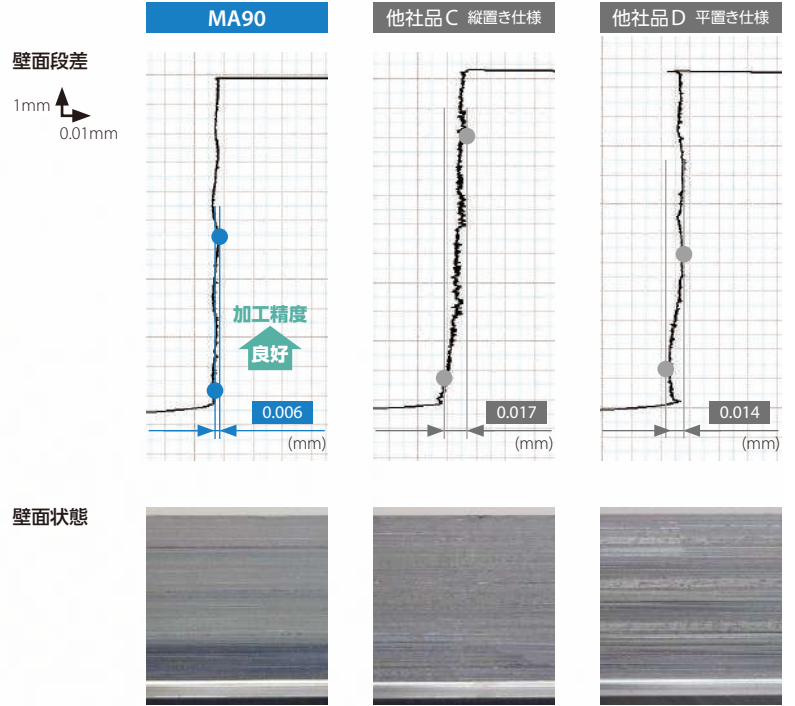 MA90
他社品C 縦置き仕様
他社品D 平置き仕様
壁面段差
1mm
0.01mm
加工精度
良好
0.006
(mm)
0.017
(mm)
0.014
(mm)
壁面状態